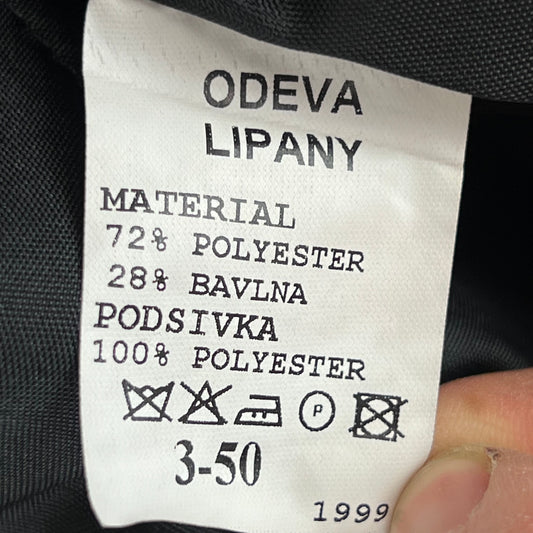 ODEVA
LIPANY
MATERIAL
72% POLYESTER
28% BAVLNA
PODSIVKA
100% POLYESTER
P
3-50
1999